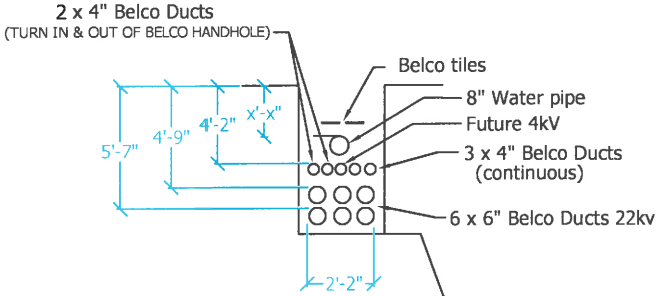 2 x 4" Belco Ducts
(TURN IN & OUT OF BELCO HANDHOLE)
Belco tiles
8" Water pipe
x'-x"
4'-2"
Future 4kV
4'-9"
5'-7"
3 x 4" Belco Ducts
(continuous)
6 x 6" Belco Ducts 22kv
2'-2"